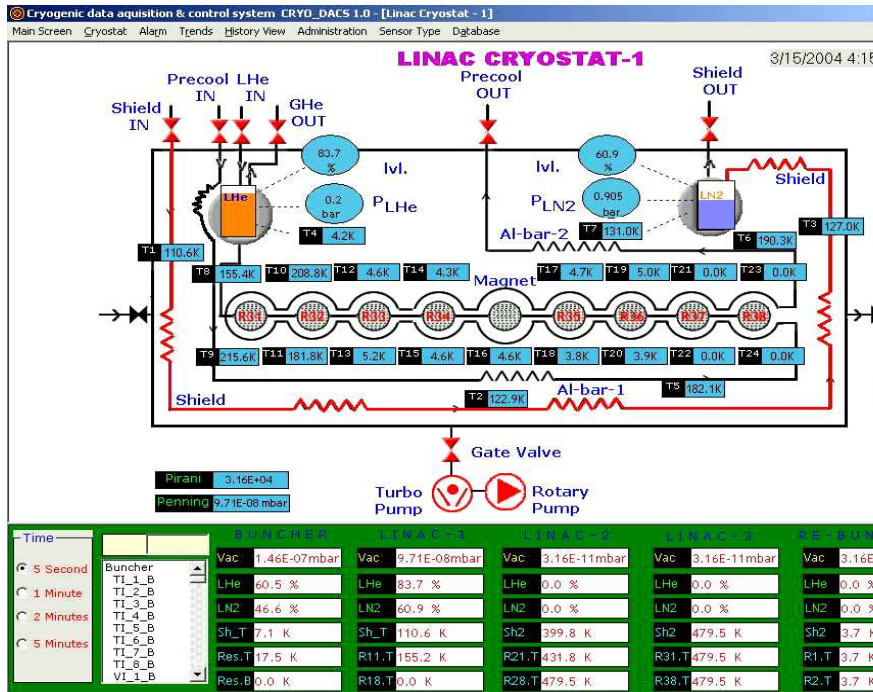 Cryogenic data aquisition & control system CRYO_DACS 1.0 - [Linac Cryostat - 1]
Main Screen Cryostat Alarm Trends History View Administration Sensor Type Database
LINAC CRYOSTAT-1
3/15/2004 4:15
Shield IN
Precool IN
LHe IN
GHe OUT
Precool OUT
Shield OUT
83.7 %
lvl.
60.9 %
lvl.
LHe
0.2 bar
PLHe
T4 4.2K
0.905 bar
PLN2
LN2
Shield
T7 131.0K
T3 127.0K
Al-bar-2
T6 190.3K
T1 110.6K
T8 155.4K
T10 208.8K
T12 4.6K
T14 4.3K
Magnet
T17 4.7K
T19 5.0K
T21 0.0K
T23 0.0K
R31 R32 R33 R34 R35 R36 R37 R38
T9 215.6K
T11 181.8K
T13 5.2K
T15 4.6K
T16 4.6K
T18 3.8K
T20 3.9K
T22 0.0K
T24 0.0K
T5 182.1K
Shield
T2 122.9K
Al-bar-1
Gate Valve
Pirani 3.16E+04
Penning 9.71E-08 mbar
Turbo Pump
Rotary Pump
Time
5 Second
1 Minute
2 Minutes
5 Minutes
Buncher
TI_1_B
TI_2_B
TI_3_B
TI_4_B
TI_5_B
TI_6_B
TI_7_B
TI_8_B
VI_1_B
BUNCHER
Vac 1.46E-07mbar
LHe 60.5 %
LN2 46.6 %
Sh_T 7.1 K
Res.T 17.5 K
Res.B 0.0 K
LINAC-1
Vac 9.71E-08mbar
LHe 83.7 %
LN2 60.9 %
Sh_T 110.6 K
R11.T 155.2 K
R18.T 0.0 K
LINAC-2
Vac 3.16E-11mbar
LHe 0.0 %
LN2 0.0 %
Sh2 399.8 K
R21.T 431.8 K
R28.T 479.5 K
LINAC-3
Vac 3.16E-11mbar
LHe 0.0 %
LN2 0.0 %
Sh2 479.5 K
R31.T 479.5 K
R38.T 479.5 K
RE-BUN
Vac 3.16E
LHe 0.0 %
LN2 0.0 %
Sh2 3.7 K
R1.T 3.7 K
R2.T 3.7 K